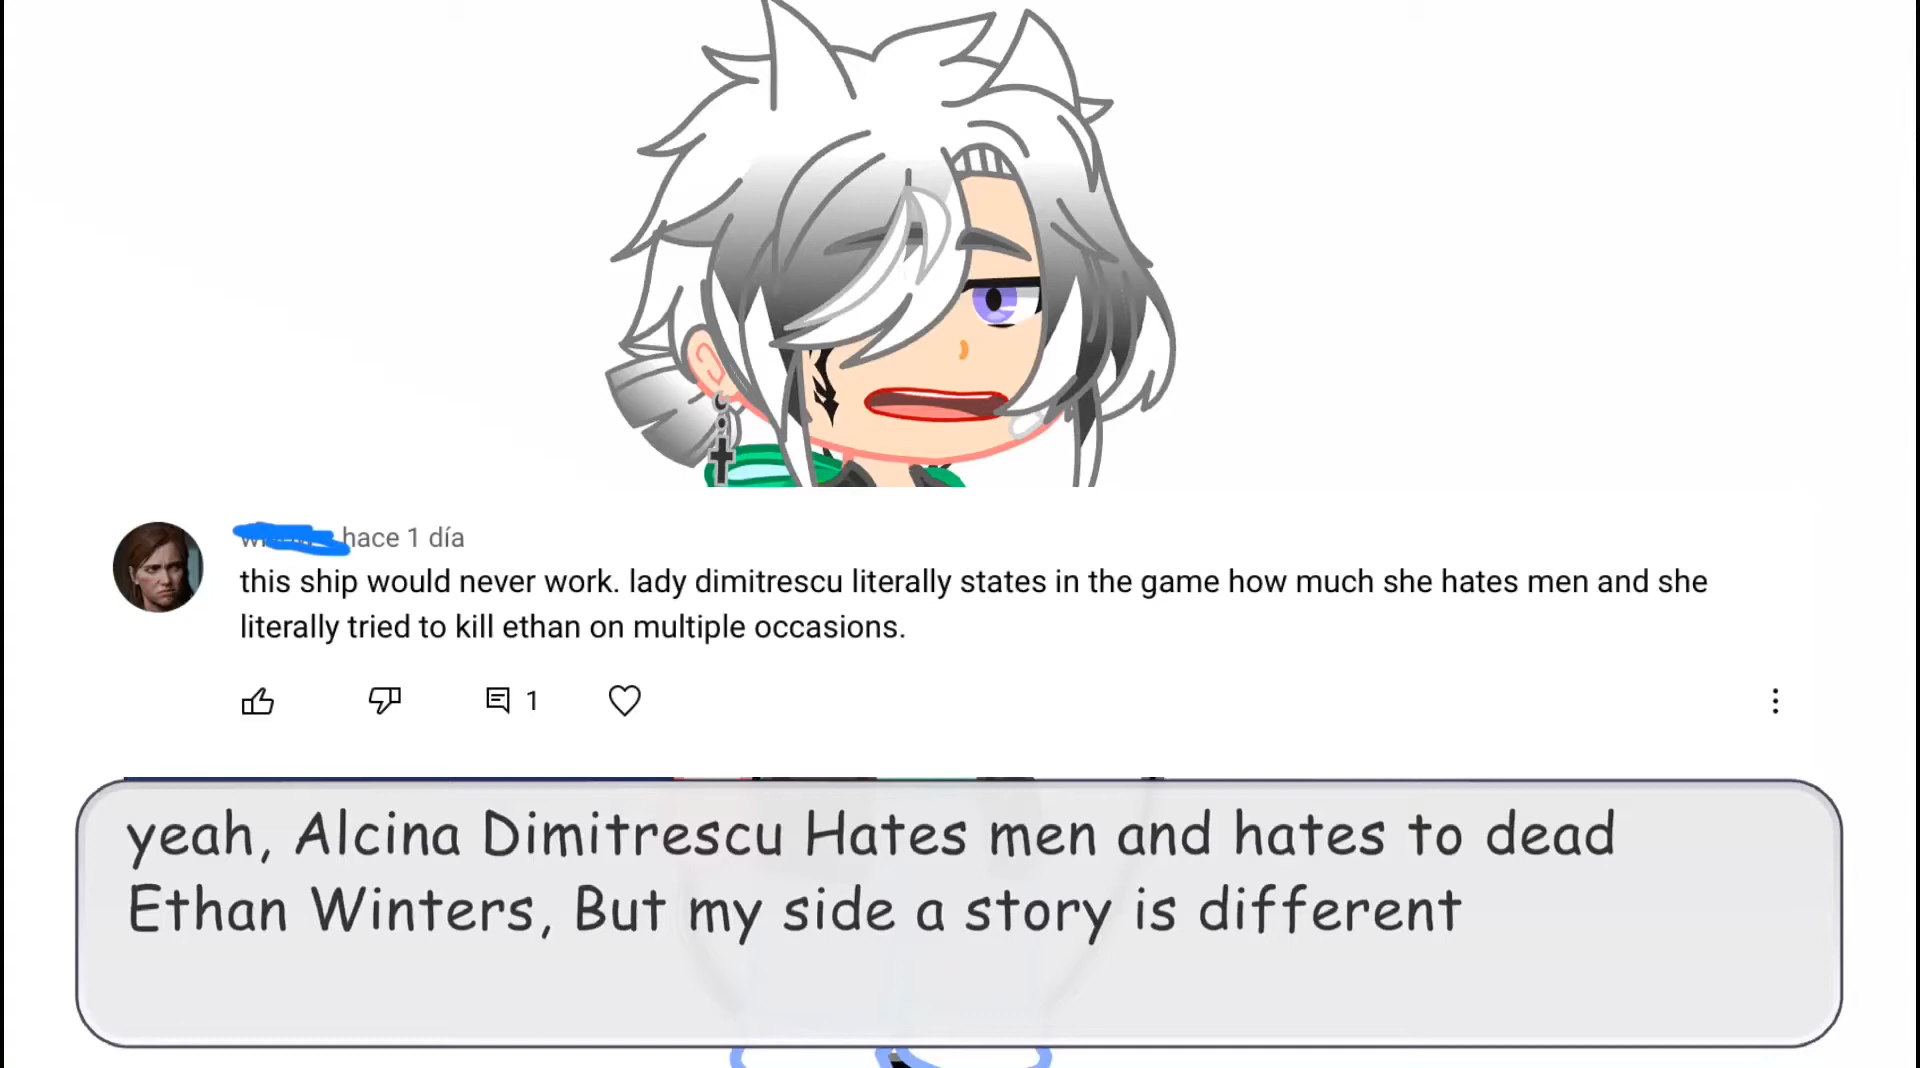 hace 1 día
this ship would never work. lady dimitrescu literally states in the game how much she hates men and she
literally tried to kill ethan on multiple occasions.
1
yeah, Alcina Dimitrescu Hates men and hates to dead
Ethan Winters, But my side a story is different